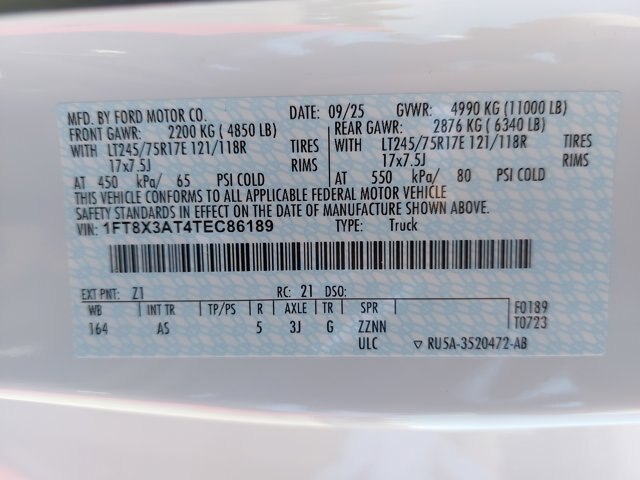 MFD. BY FORD MOTOR CO. DATE: 09/25 GVWR: 4990 KG (11000 LB)
FRONT GAWR: 2200 KG (4850 LB) REAR GAWR: 2876 KG (6340 LB)
WITH LT245/75R17E 121/118R TIRES WITH LT245/75R17E 121/118R TIRES
17x7.5J RIMS 17x7.5J RIMS
AT 450 kPa/ 65 PSI COLD AT 550 kPa/ 80 PSI COLD
THIS VEHICLE CONFORMS TO ALL APPLICABLE FEDERAL MOTOR VEHICLE
SAFETY STANDARDS IN EFFECT ON THE DATE OF MANUFACTURE SHOWN ABOVE.
VIN: 1FT8X3AT4TEC86189 TYPE: Truck
EXT PNT: Z1 RC: 21 DSO:
WB INT TR TP/PS R AXLE TR SPR F0189
164 AS 5 3J G ZZNN T0723
ULC ▽ RU5A-3520472-AB